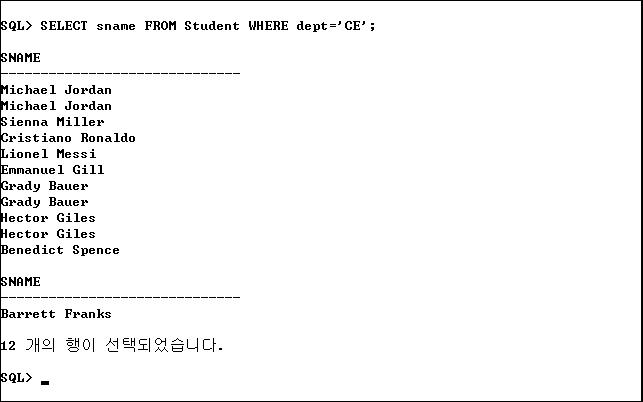 SQL> SELECT sname FROM Student WHERE dept='CE';
SNAME
------------------------------
Michael Jordan
Michael Jordan
Sienna Miller
Cristiano Ronaldo
Lionel Messi
Emmanuel Gill
Grady Bauer
Grady Bauer
Hector Giles
Hector Giles
Benedict Spence
SNAME
------------------------------
Barrett Franks
12 개의 행이 선택되었습니다.
SQL>